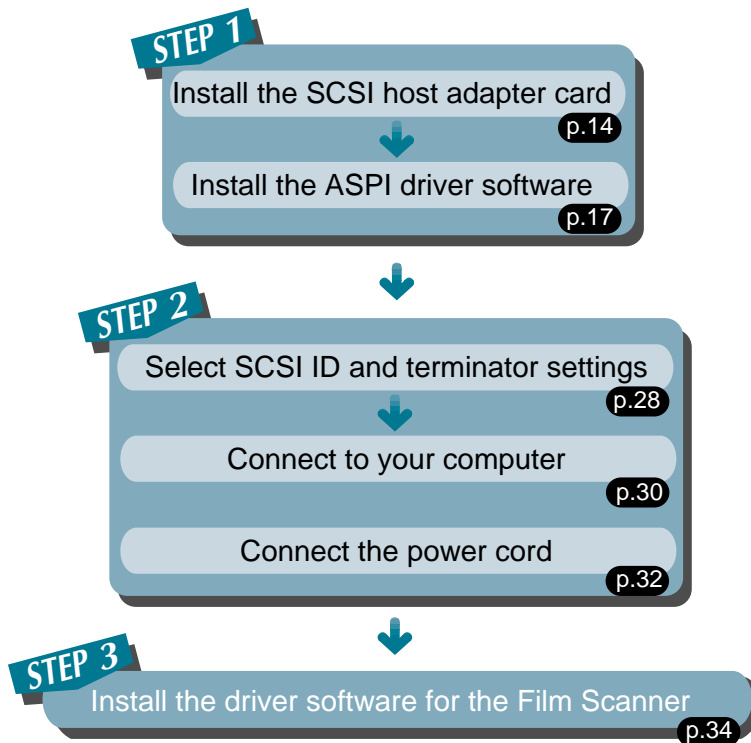 STEP 1
Install the SCSI host adapter card
p.14
Install the ASPI driver software
p.17
STEP 2
Select SCSI ID and terminator settings
p.28
Connect to your computer
p.30
Connect the power cord
p.32
STEP 3
Install the driver software for the Film Scanner
p.34